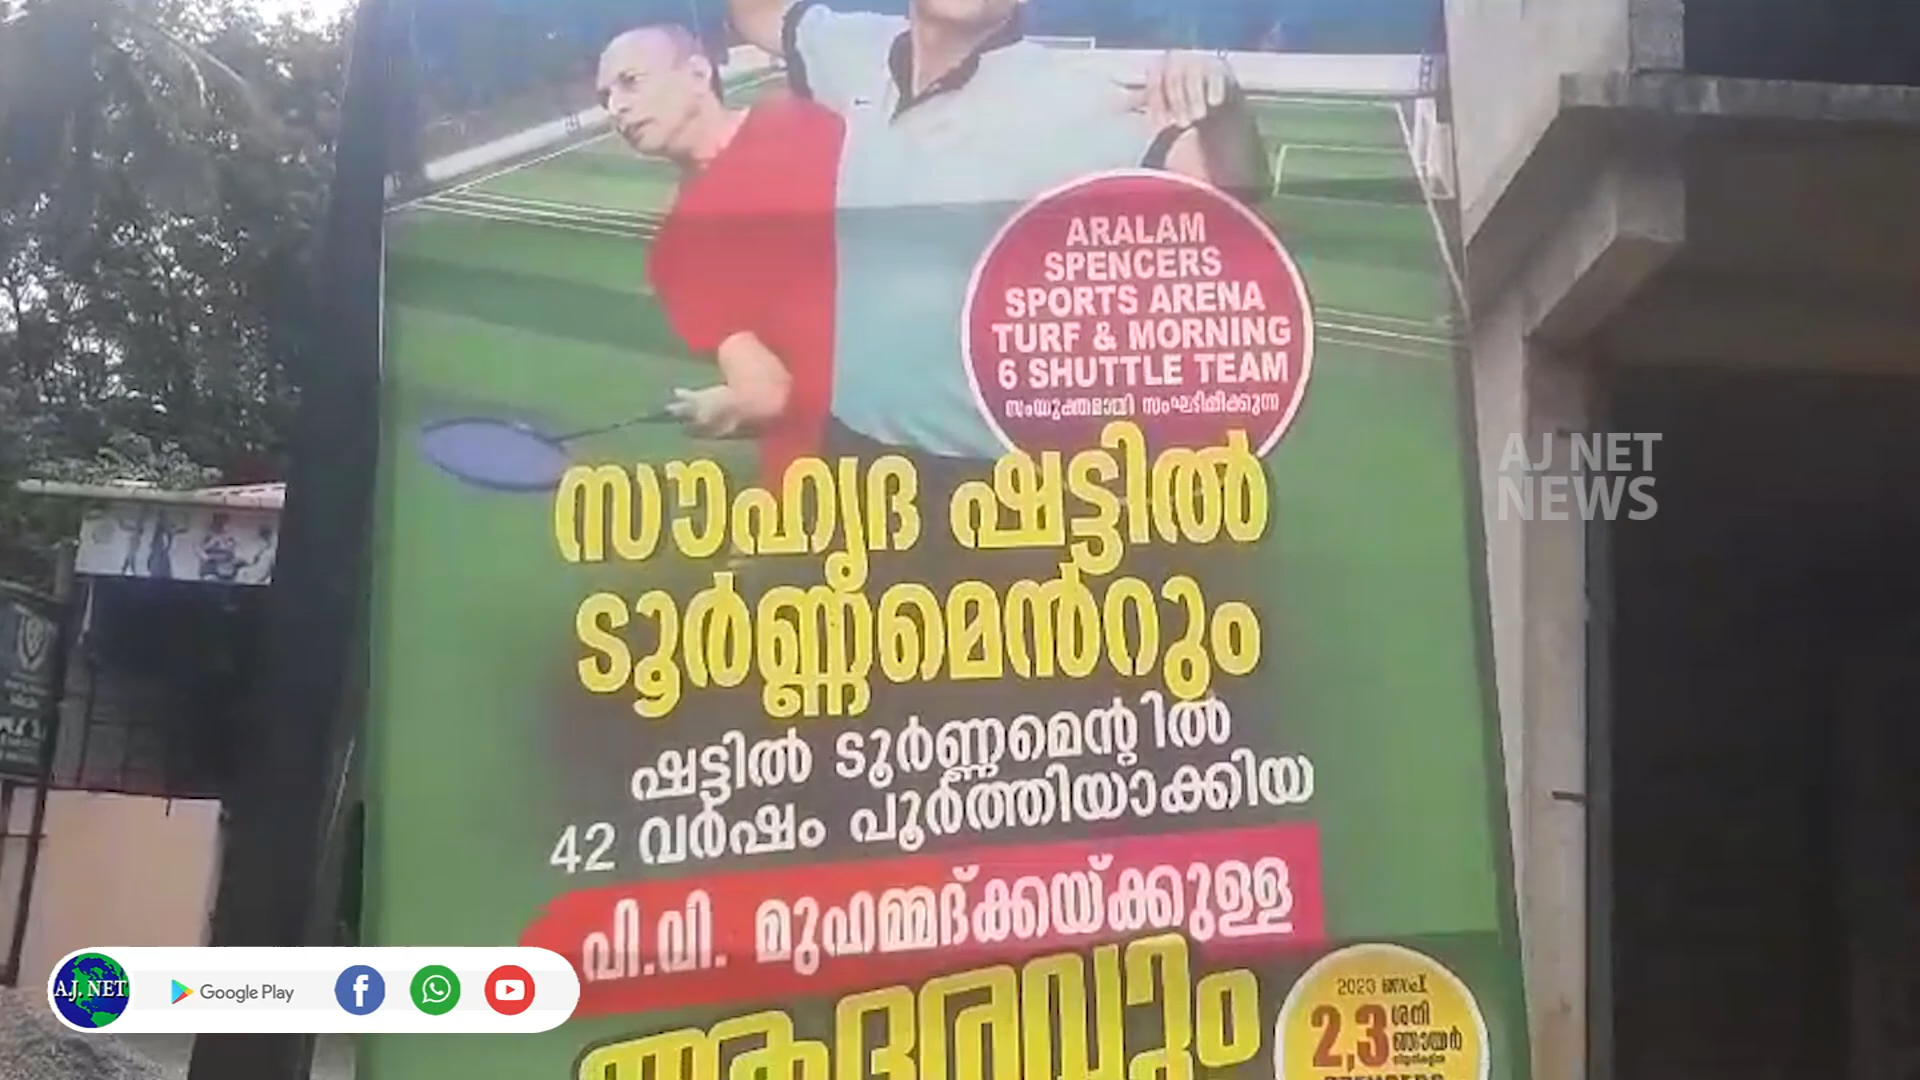 ARALAM
SPENCERS
SPORTS ARENA
TURF & MORNING
6 SHUTTLE TEAM
സംയുക്തമായി സംഘടിപ്പിക്കുന്ന
സൗഹൃദ ഷട്ടിൽ
ടൂർണ്ണമെൻറും
ഷട്ടിൽ ടൂർണ്ണമെന്റിൽ
42 വർഷം പൂർത്തിയാക്കിയ
പി.വി. മുഹമ്മദ്ക്കയ്ക്കുള്ള
ആദരവും
2023 സെപ്.
2,3 ശനി
ഞായർ
AJ NET
NEWS
A.J. NET
Google Play